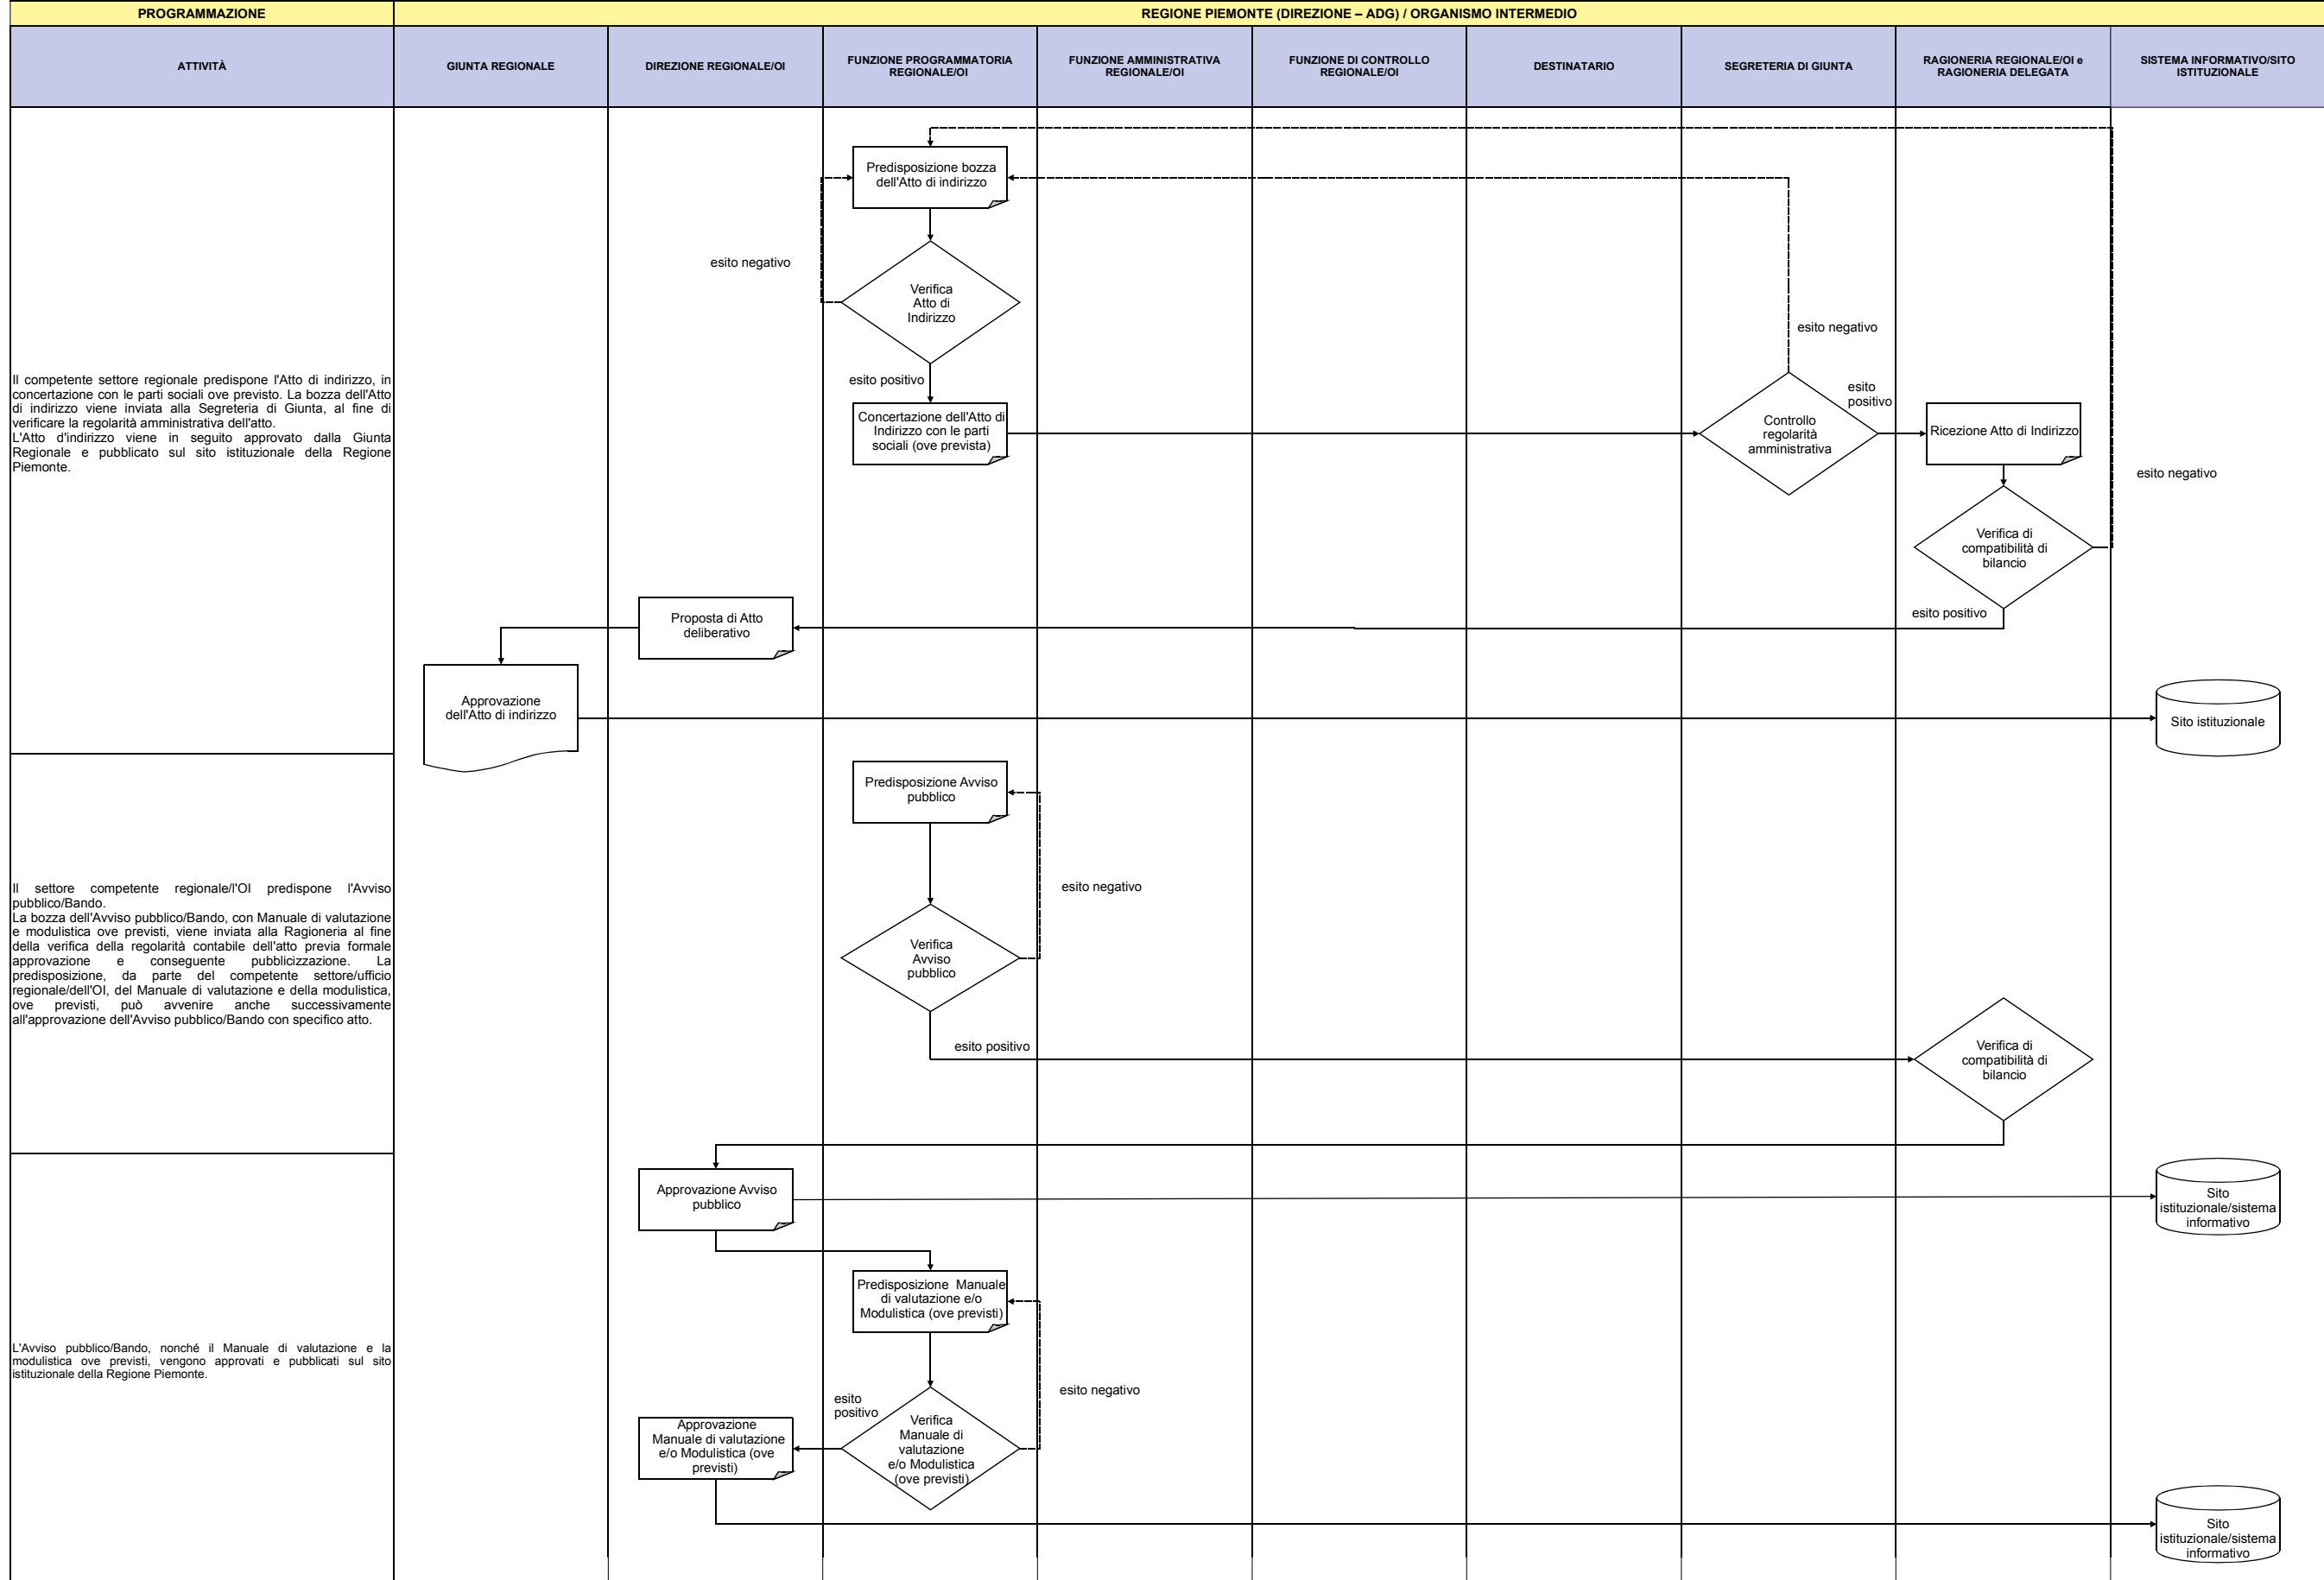 PROGRAMMAZIONE
REGIONE PIEMONTE (DIREZIONE – ADG) / ORGANISMO INTERMEDIO
ATTIVITÀ
GIUNTA REGIONALE
DIREZIONE REGIONALE/OI
FUNZIONE PROGRAMMATORIA
REGIONALE/OI
FUNZIONE AMMINISTRATIVA
REGIONALE/OI
FUNZIONE DI CONTROLLO
REGIONALE/OI
DESTINATARIO
SEGRETERIA DI GIUNTA
RAGIONERIA REGIONALE/OI e
RAGIONERIA DELEGATA
SISTEMA INFORMATIVO/SITO
ISTITUZIONALE
Il competente settore regionale predispone l'Atto di indirizzo, in
concertazione con le parti sociali ove previsto. La bozza dell'Atto
di indirizzo viene inviata alla Segreteria di Giunta, al fine di
verificare la regolarità amministrativa dell'atto.
L'Atto d'indirizzo viene in seguito approvato dalla Giunta
Regionale e pubblicato sul sito istituzionale della Regione
Piemonte.
Predisposizione bozza
dell'Atto di indirizzo
esito negativo
Verifica
Atto di
Indirizzo
esito negativo
esito positivo
esito
positivo
Concertazione dell'Atto di
Indirizzo con le parti
sociali (ove prevista)
Controllo
regolarità
amministrativa
Ricezione Atto di Indirizzo
esito negativo
Verifica di
compatibilità di
bilancio
esito positivo
Proposta di Atto
deliberativo
Approvazione
dell'Atto di indirizzo
Sito istituzionale
Il settore competente regionale/l'OI predispone l'Avviso
pubblico/Bando.
La bozza dell'Avviso pubblico/Bando, con Manuale di valutazione
e modulistica ove previsti, viene inviata alla Ragioneria al fine
della verifica della regolarità contabile dell'atto previa formale
approvazione e conseguente pubblicizzazione. La
predisposizione, da parte del competente settore/ufficio
regionale/dell'OI, del Manuale di valutazione e della modulistica,
ove previsti, può avvenire anche successivamente
all'approvazione dell'Avviso pubblico/Bando con specifico atto.
Predisposizione Avviso
pubblico
esito negativo
Verifica
Avviso
pubblico
esito positivo
Verifica di
compatibilità di
bilancio
L'Avviso pubblico/Bando, nonché il Manuale di valutazione e la
modulistica ove previsti, vengono approvati e pubblicati sul sito
istituzionale della Regione Piemonte.
Approvazione Avviso
pubblico
Sito
istituzionale/sistema
informativo
Predisposizione Manuale
di valutazione e/o
Modulistica (ove previsti)
esito negativo
esito
positivo
Verifica
Manuale di
valutazione
e/o Modulistica
(ove previsti)
Approvazione
Manuale di valutazione
e/o Modulistica (ove
previsti)
Sito
istituzionale/sistema
informativo